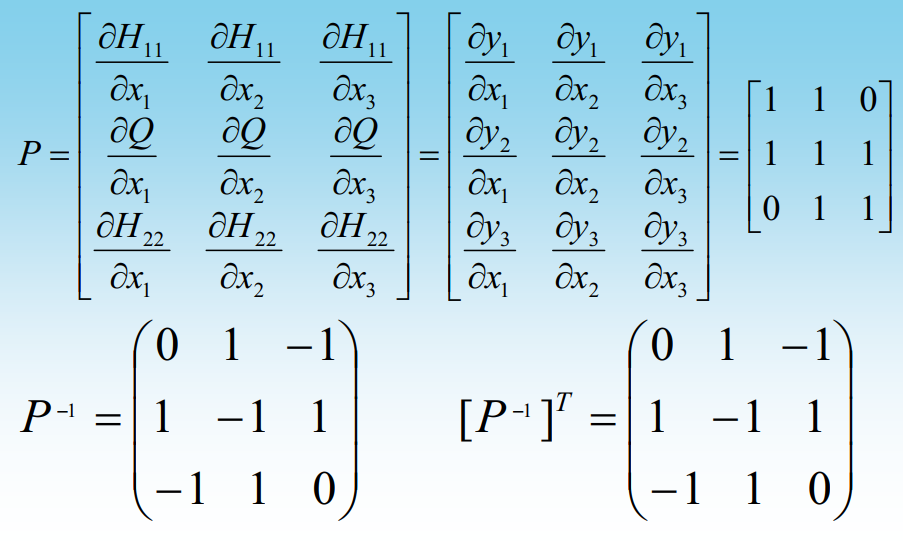 P = [ ∂H₁₁/∂x₁ ∂H₁₁/∂x₂ ∂H₁₁/∂x₃ ; ∂Q/∂x₁ ∂Q/∂x₂ ∂Q/∂x₃ ; ∂H₂₂/∂x₁ ∂H₂₂/∂x₂ ∂H₂₂/∂x₃ ] = [ ∂y₁/∂x₁ ∂y₁/∂x₂ ∂y₁/∂x₃ ; ∂y₂/∂x₁ ∂y₂/∂x₂ ∂y₂/∂x₃ ; ∂y₃/∂x₁ ∂y₃/∂x₂ ∂y₃/∂x₃ ] = [ 1 1 0 ; 1 1 1 ; 0 1 1 ]
P⁻¹ = ( 0 1 −1 ; 1 −1 1 ; −1 1 0 ) [P⁻¹]ᵀ = ( 0 1 −1 ; 1 −1 1 ; −1 1 0 )